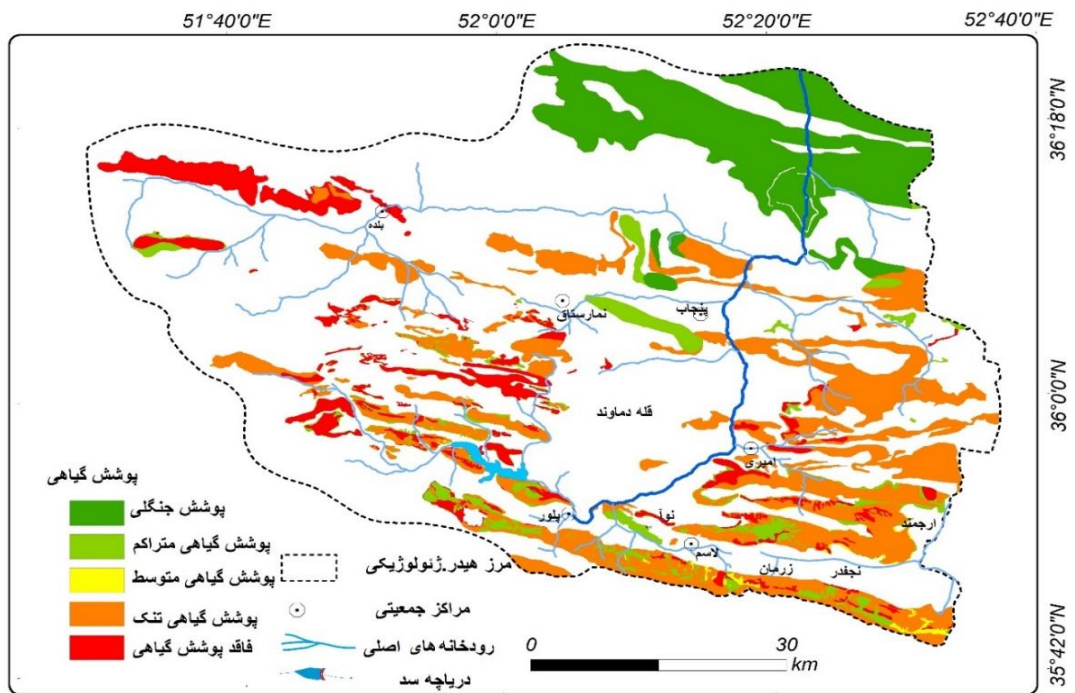 51°40'0"E
52°0'0"E
52°20'0"E
52°40'0"E
36°18'0"N
36°0'0"N
35°42'0"N
بلده
نمارستاق
پنجاب
قله دماوند
امیری
پلور
نوآ
لاسم
زرمان
نجفدر
ارجمند
پوشش گیاهی
پوشش جنگلی
پوشش گیاهی متراکم
پوشش گیاهی متوسط
پوشش گیاهی تنک
فاقد پوشش گیاهی
مرز هیدرـژئولوژیکی
مراکز جمعیتی
رودخانه های اصلی
دریاچه سد
0
30
km